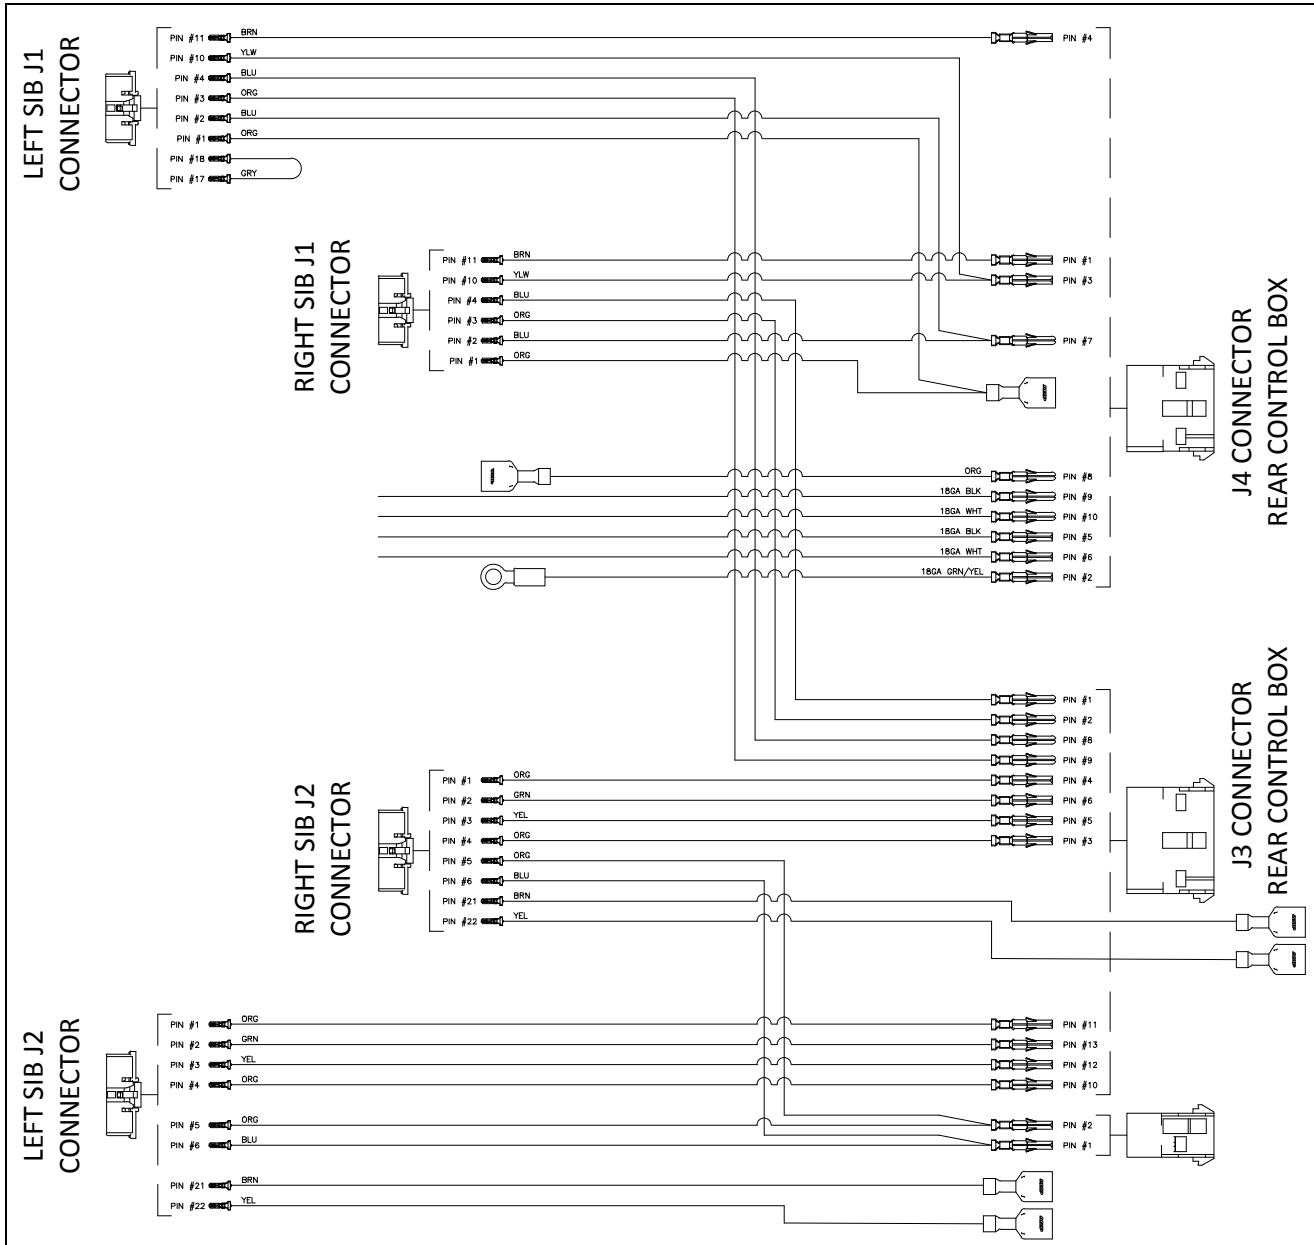 LEFT SIB J1
CONNECTOR
PIN #11 BRN
PIN #10 YLW
PIN #4 BLU
PIN #3 ORG
PIN #2 BLU
PIN #1 ORG
PIN #18
PIN #17 GRY
PIN #4
RIGHT SIB J1
CONNECTOR
PIN #11 BRN
PIN #10 YLW
PIN #4 BLU
PIN #3 ORG
PIN #2 BLU
PIN #1 ORG
PIN #1
PIN #3
PIN #7
J4 CONNECTOR
REAR CONTROL BOX
ORG PIN #8
18GA BLK PIN #9
18GA WHT PIN #10
18GA BLK PIN #5
18GA WHT PIN #6
18GA GRN/YEL PIN #2
PIN #1
PIN #2
PIN #8
PIN #9
PIN #4
PIN #6
PIN #5
PIN #3
J3 CONNECTOR
REAR CONTROL BOX
RIGHT SIB J2
CONNECTOR
PIN #1 ORG
PIN #2 GRN
PIN #3 YEL
PIN #4 ORG
PIN #5 ORG
PIN #6 BLU
PIN #21 BRN
PIN #22 YEL
LEFT SIB J2
CONNECTOR
PIN #1 ORG
PIN #2 GRN
PIN #3 YEL
PIN #4 ORG
PIN #5 ORG
PIN #6 BLU
PIN #21 BRN
PIN #22 YEL
PIN #11
PIN #13
PIN #12
PIN #10
PIN #2
PIN #1